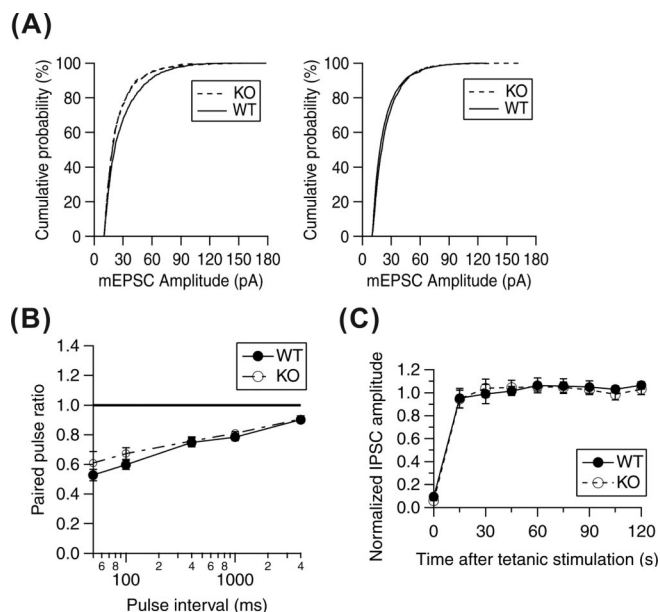 (A)
Cumulative probability (%)
100
80
60
40
20
0
KO
WT
0 30 60 90 120 150 180
mEPSC Amplitude (pA)
Cumulative probability (%)
100
80
60
40
20
0
KO
WT
0 30 60 90 120 150 180
mEPSC Amplitude (pA)
(B)
Paired pulse ratio
1.4
1.2
1.0
0.8
0.6
0.4
0.2
0.0
WT
KO
6 8 2 4 6 8 2 4
100 1000
Pulse interval (ms)
(C)
Normalized IPSC amplitude
1.2
1.0
0.8
0.6
0.4
0.2
0.0
WT
KO
0 30 60 90 120
Time after tetanic stimulation (s)